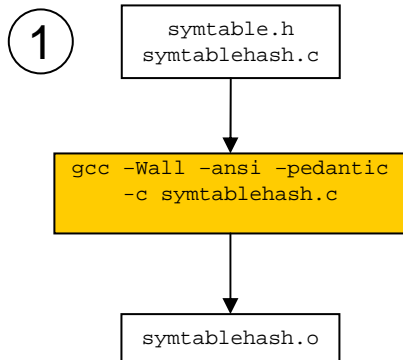 1
symtable.h
symtablehash.c
gcc –Wall –ansi –pedantic
–c symtablehash.c
symtablehash.o